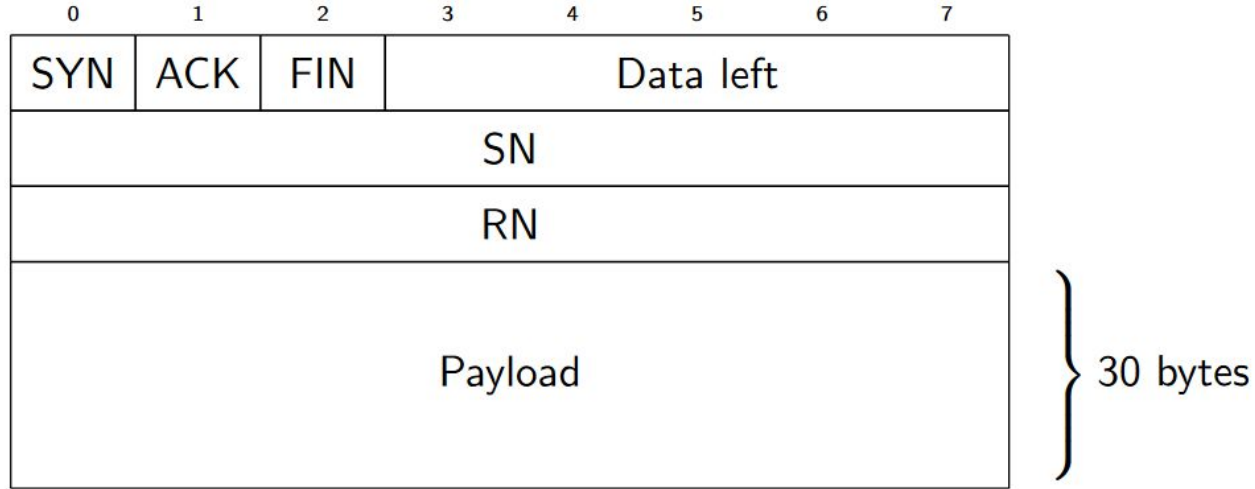 0 1 2 3 4 5 6 7
SYN ACK FIN Data left
SN
RN
Payload
30 bytes